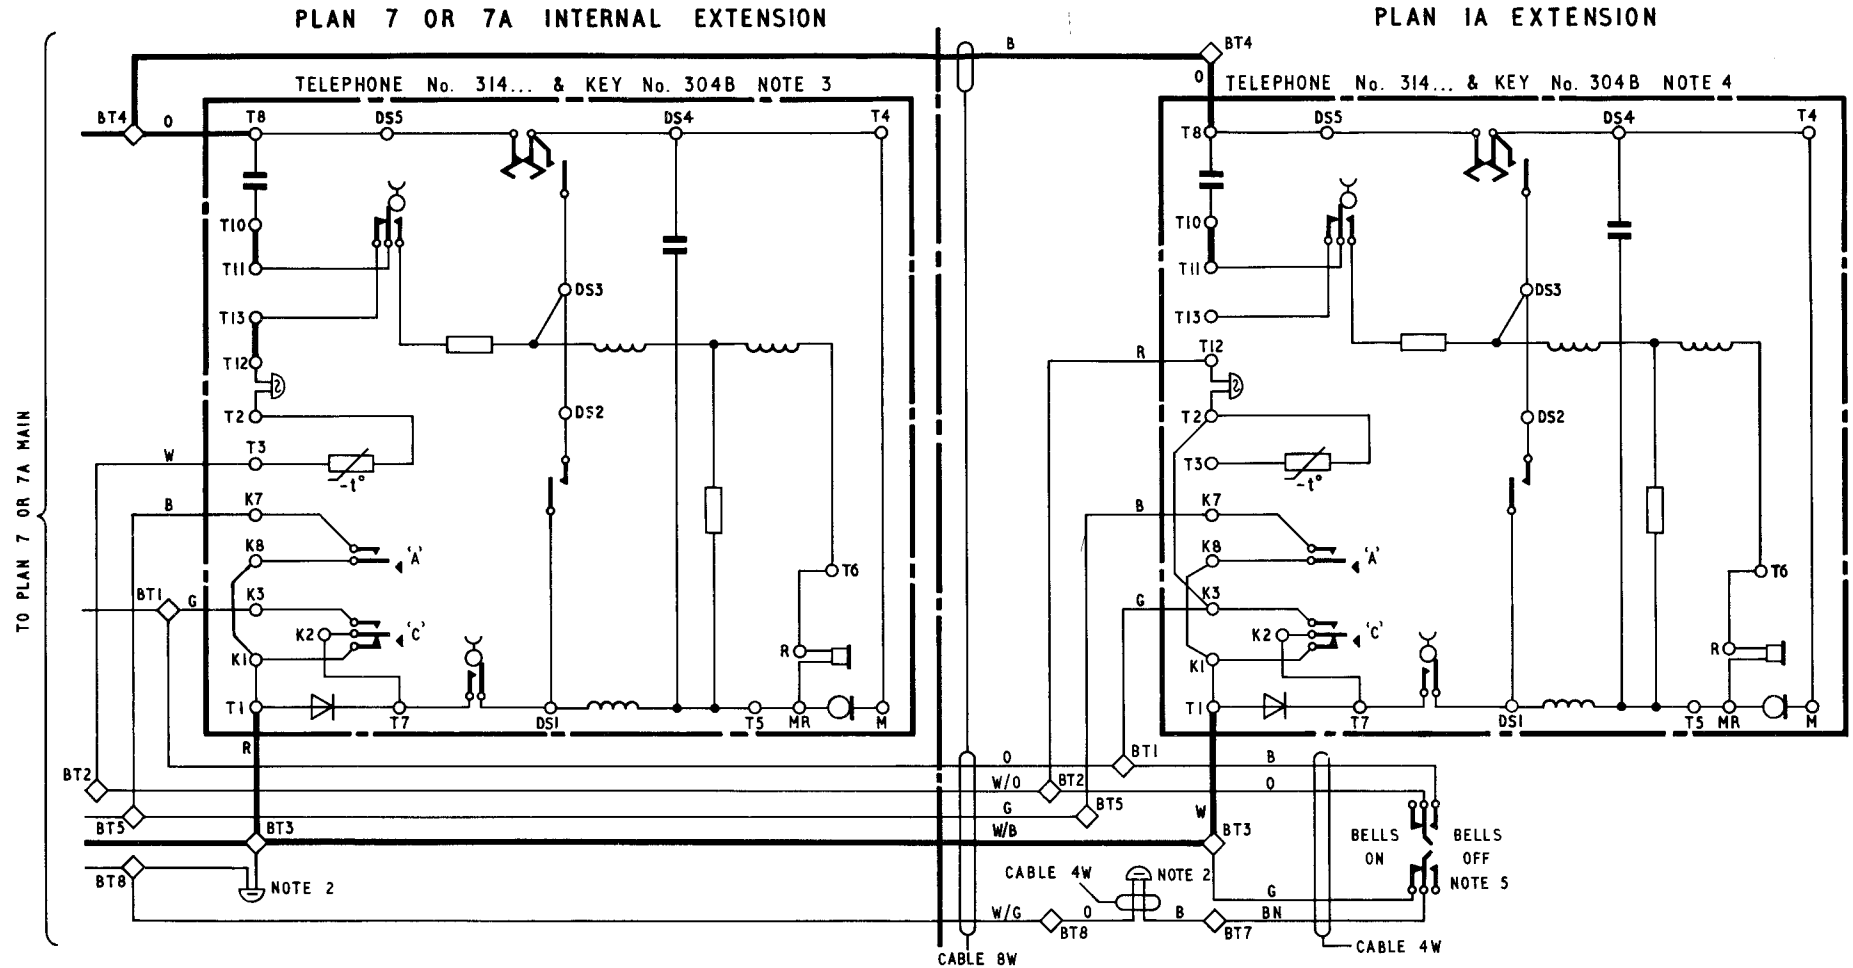 PLAN 7 OR 7A INTERNAL EXTENSION
PLAN 1A EXTENSION
B
BT4
O
TELEPHONE No. 314... & KEY No. 304B NOTE 3
TELEPHONE No. 314... & KEY No. 304B NOTE 4
BT4
O
T8
DS5
DS4
T4
T8
DS5
DS4
T4
T10
T11
T10
T11
DS3
DS3
T13
T12
T13
T12
R
T2
DS2
T2
DS2
W
T3
-t°
T3
-t°
B
K7
B
K7
K8
'A'
K8
'A'
T6
T6
BT1
G
K3
G
K3
K2
'C'
K2
'C'
K1
R
K1
R
T1
T7
DS1
T5
MR
M
T1
T7
DS1
T5
MR
M
R
TO PLAN 7 OR 7A MAIN
BT2
O
BT1
B
W/O
BT2
O
BT5
G
BT5
W
BT3
W/B
BT3
BELLS ON
BELLS OFF
NOTE 5
BT8
NOTE 2
CABLE 4W
NOTE 2
G
W/G
O
B
BN
BT8
BT7
CABLE 4W
CABLE 8W